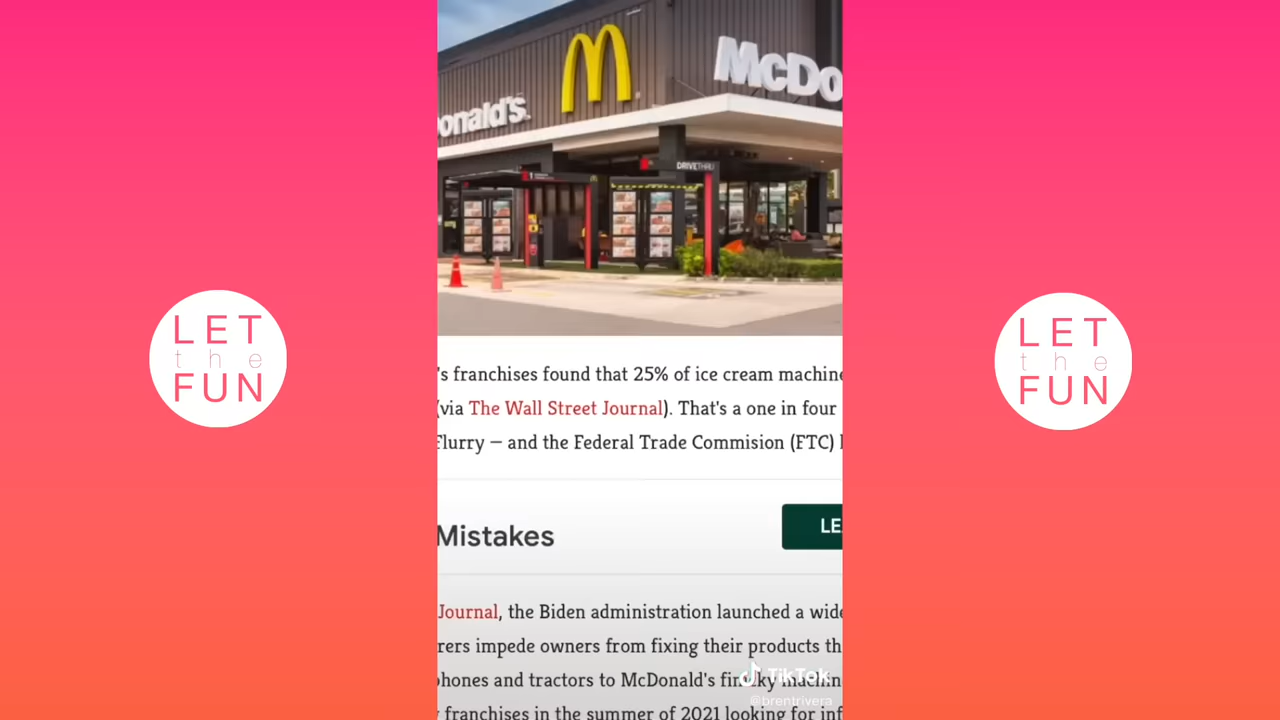 McDo
onald's
DRIVETHRU
's franchises found that 25% of ice cream machine
(via The Wall Street Journal). That's a one in four
Flurry — and the Federal Trade Commision (FTC)
Mistakes
LE
Journal, the Biden administration launched a wide
rers impede owners from fixing their products th
phones and tractors to McDonald's finicky machin
franchises in the summer of 2021 looking for inf
TikTok
@brentrivera
LET
the
FUN
LET
the
FUN